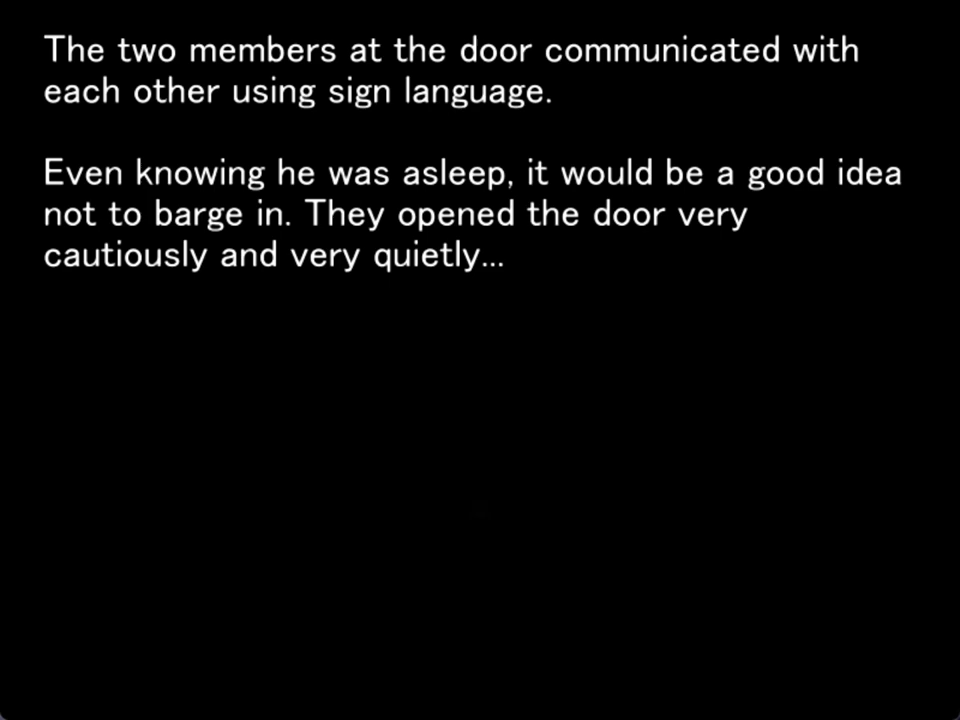 The two members at the door communicated with
each other using sign language.
Even knowing he was asleep, it would be a good idea
not to barge in. They opened the door very
cautiously and very quietly...